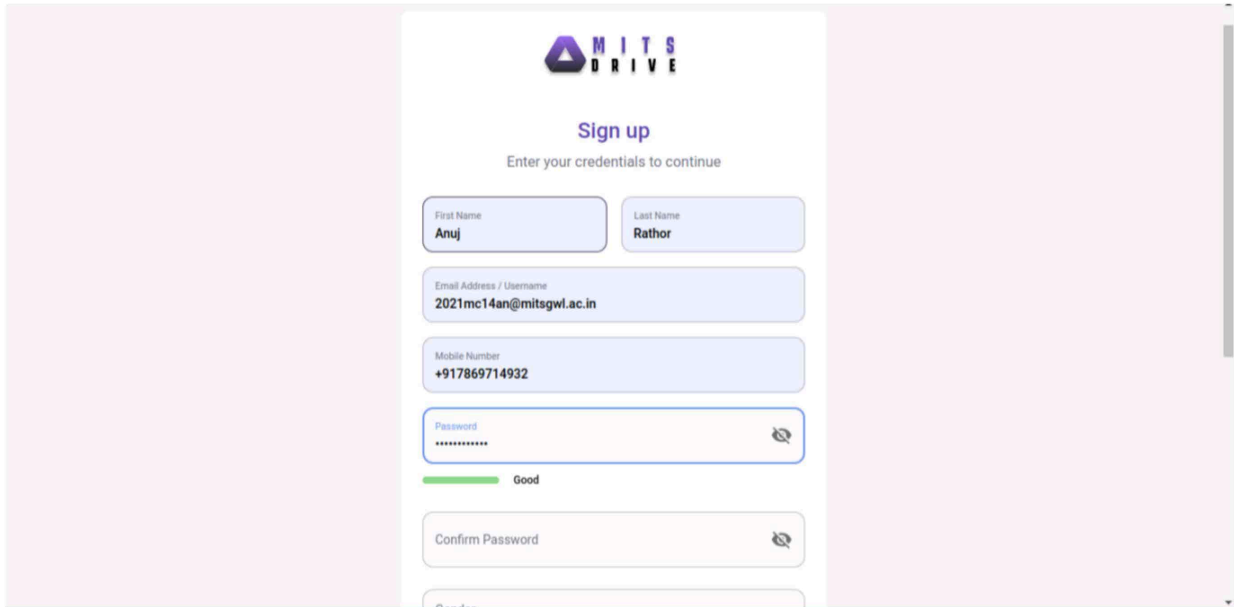 MITS
DRIVE
Sign up
Enter your credentials to continue
First Name
Anuj
Last Name
Rathor
Email Address / Username
2021mc14an@mitsgwl.ac.in
Mobile Number
+917869714932
Password
••••••••••••
Good
Confirm Password